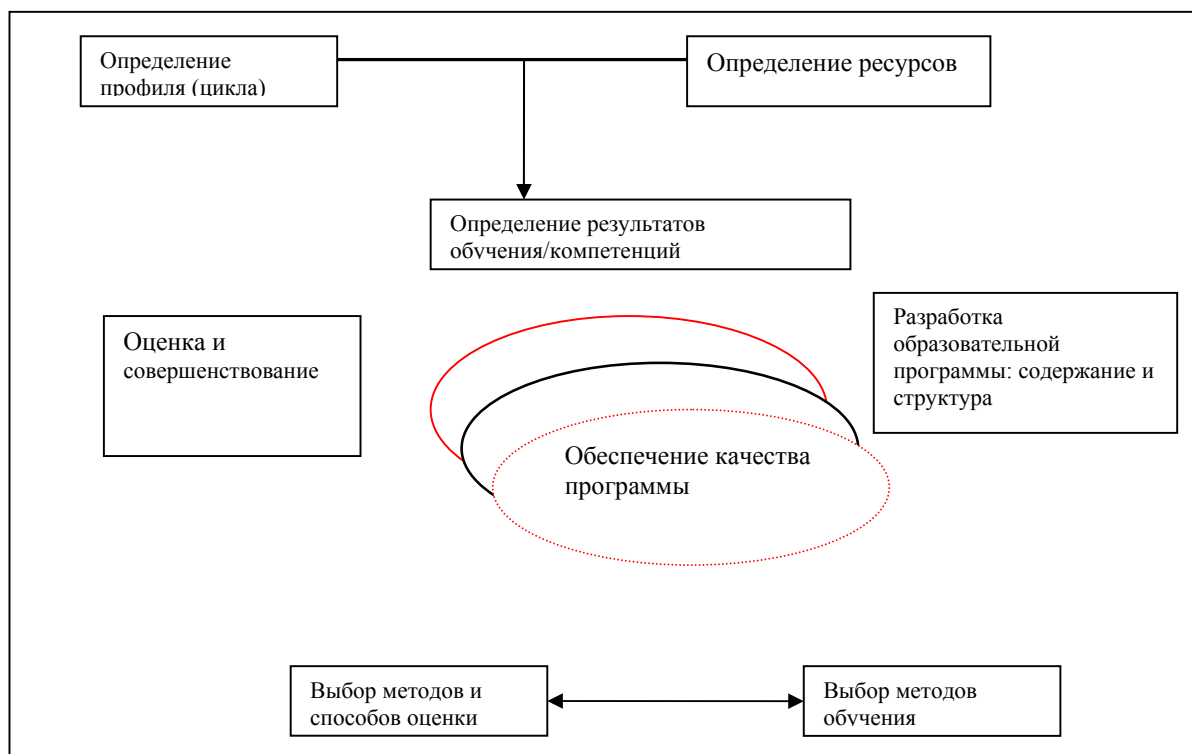 Определение
профиля (цикла)
Определение ресурсов
Определение результатов
обучения/компетенций
Оценка и
совершенствование
Разработка
образовательной
программы: содержание и
структура
Обеспечение качества
программы
Выбор методов и
способов оценки
Выбор методов
обучения